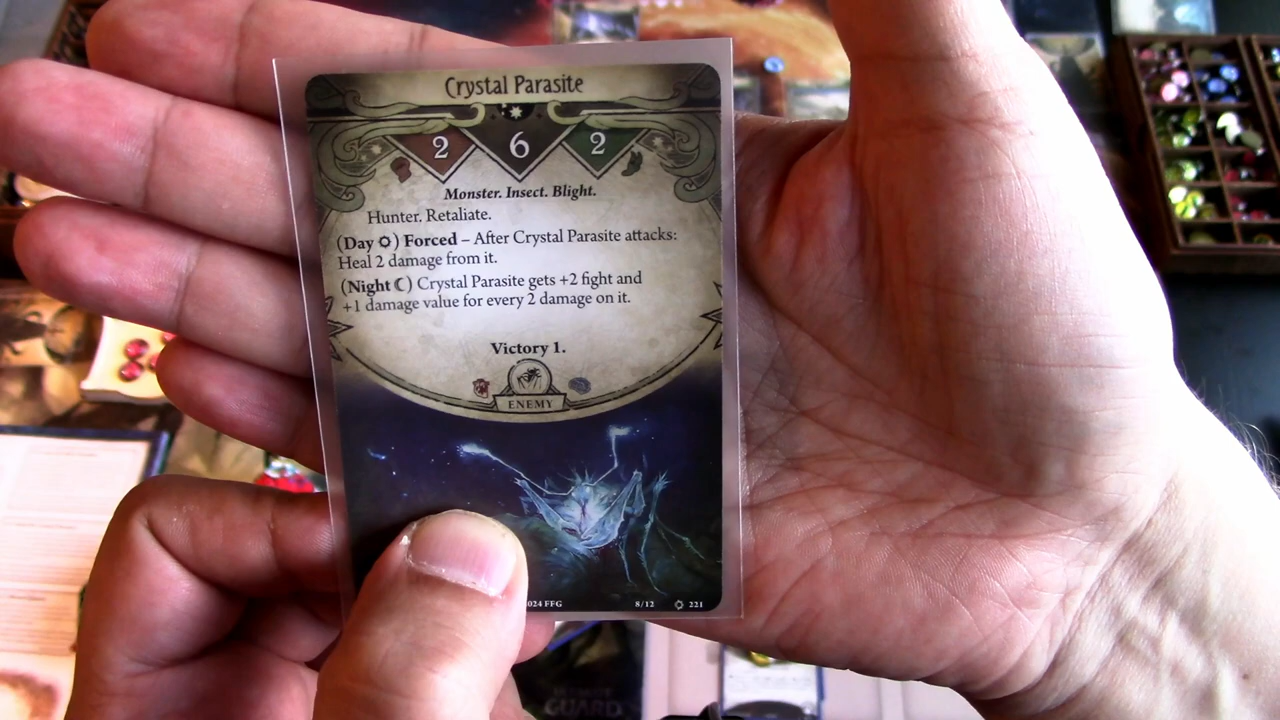 Crystal Parasite
2 6 2
Monster. Insect. Blight.
Hunter. Retaliate.
(Day ) Forced – After Crystal Parasite attacks:
Heal 2 damage from it.
(Night ) Crystal Parasite gets +2 fight and
+1 damage value for every 2 damage on it.
Victory 1.
ENEMY
024 FFG 8/12 221
GUARD